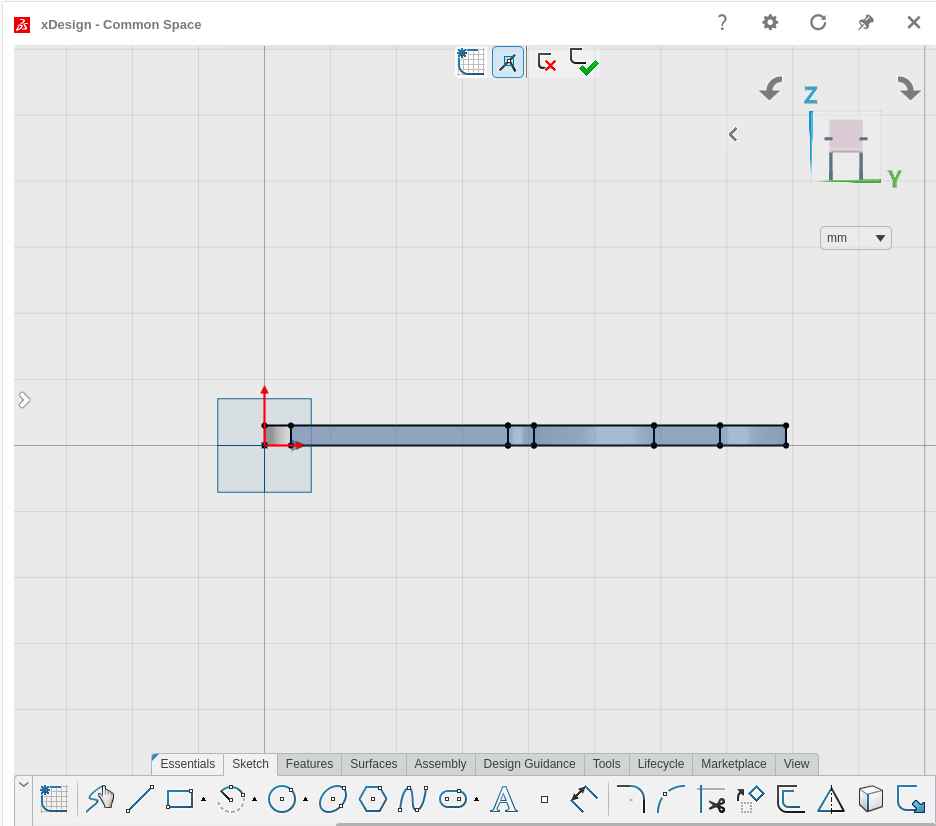 xDesign - Common Space
?
Z
Y
mm
Essentials Sketch Features Surfaces Assembly Design Guidance Tools Lifecycle Marketplace View
A